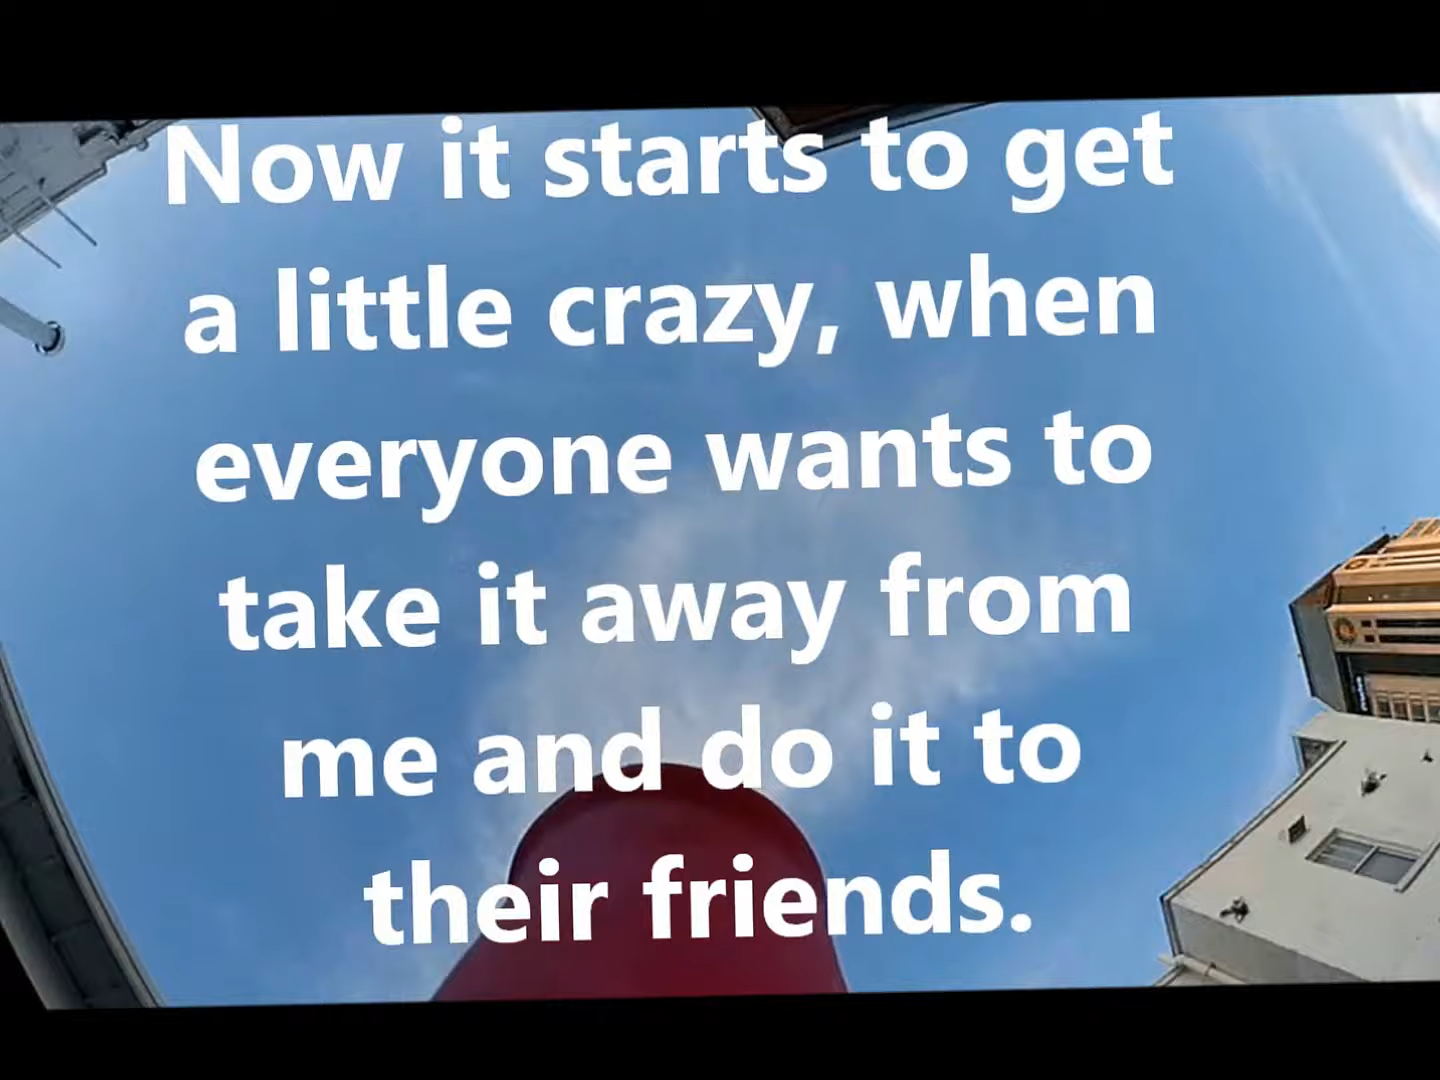 Now it starts to get
a little crazy, when
everyone wants to
take it away from
me and do it to
their friends.